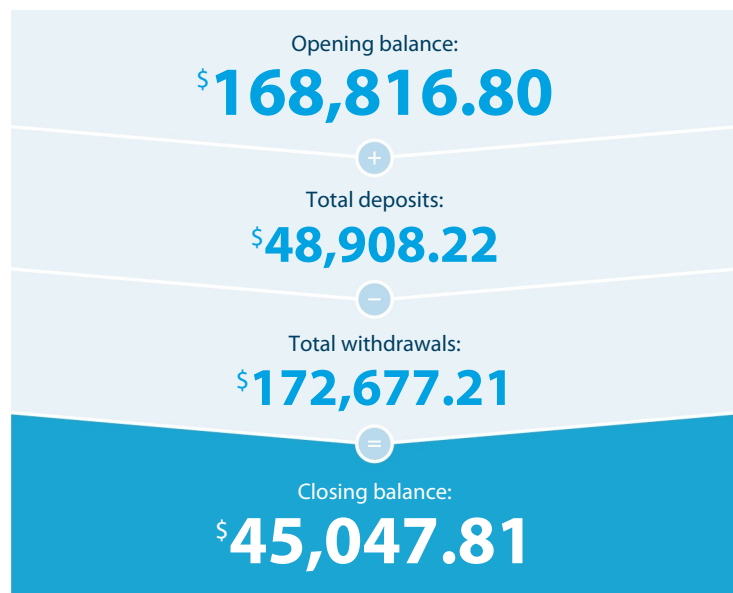 Opening balance:
$168,816.80
+
Total deposits:
$48,908.22
–
Total withdrawals:
$172,677.21
=
Closing balance:
$45,047.81